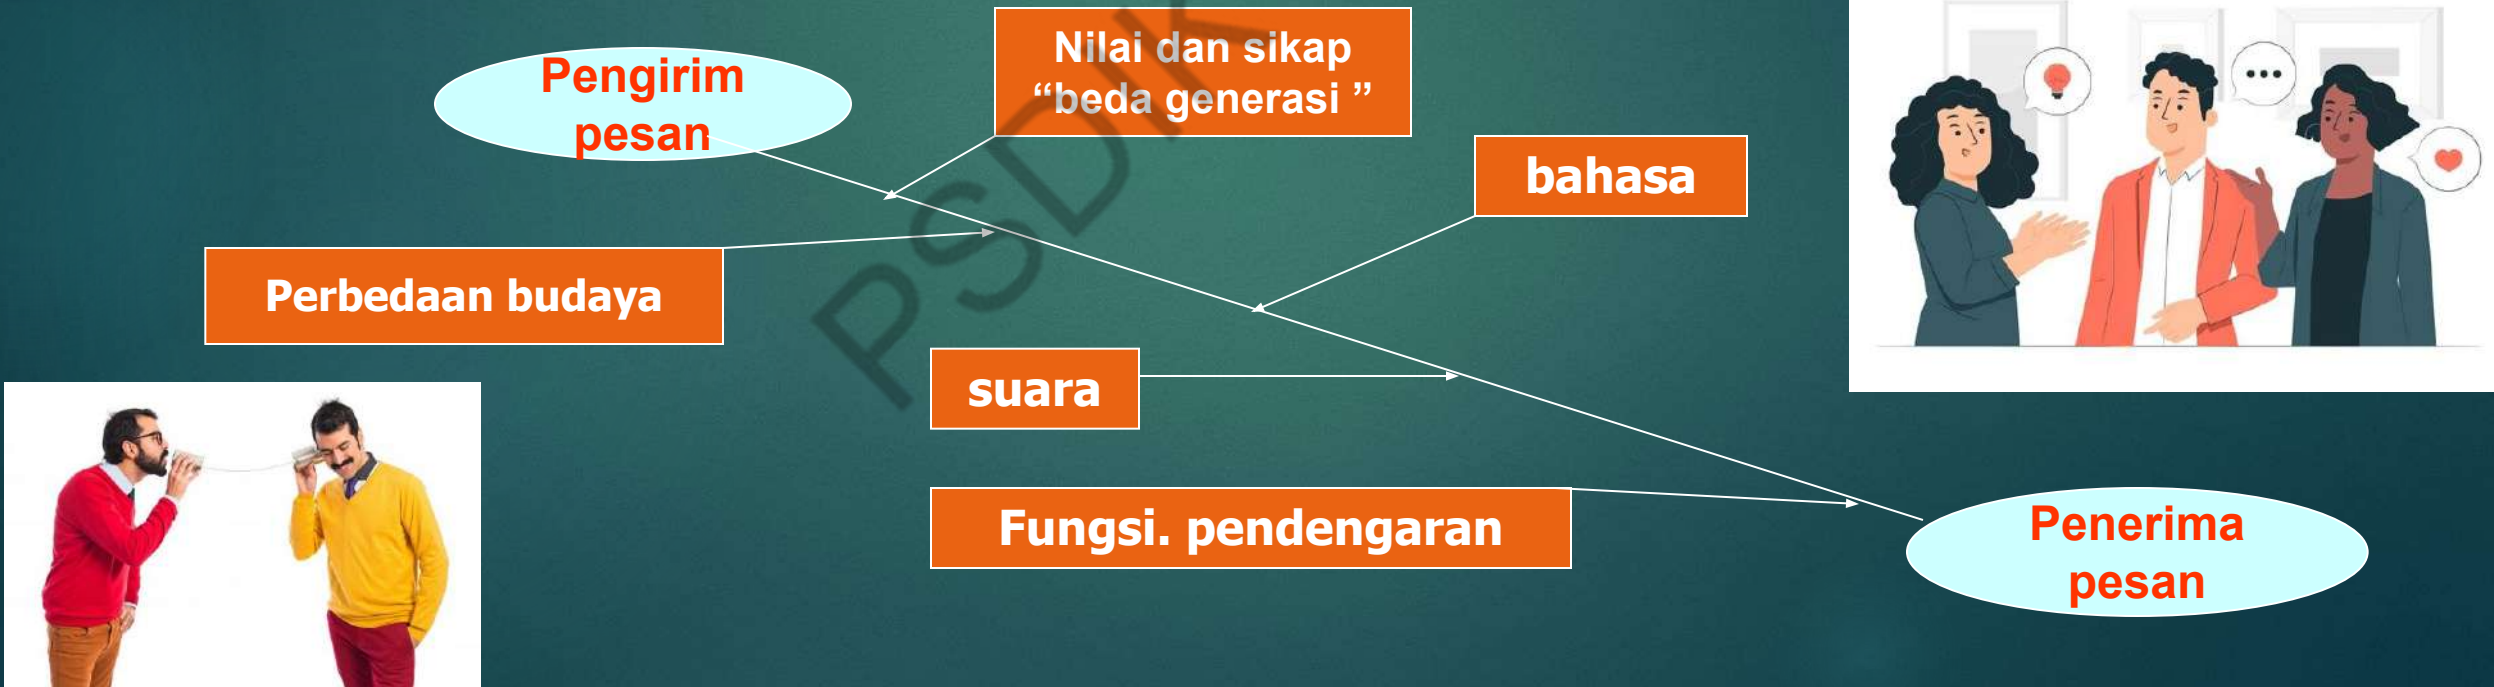 Nilai dan sikap
“beda generasi ”
Pengirim
pesan
bahasa
Perbedaan budaya
suara
Fungsi. pendengaran
Penerima
pesan
PSDK